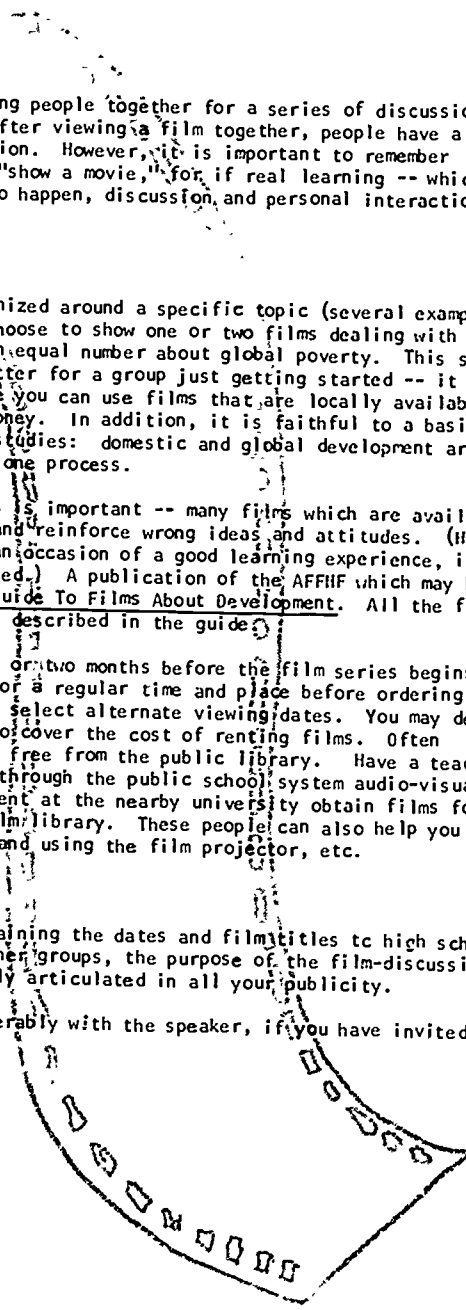 ng people together for a series of discussio
fter viewing a film together, people have a
ion. However, it is important to remember
"show a movie," for if real learning -- whic
o happen, discussion and personal interactio
nized around a specific topic (several examp
hoose to show one or two films dealing with
equal number about global poverty. This s
ter for a group just getting started -- it
you can use films that are locally availab
ney. In addition, it is faithful to a basi
tudies: domestic and global development ar
one process.
is important -- many films which are avail
nd reinforce wrong ideas and attitudes. (H
an occasion of a good learning experience, i
ed.) A publication of the AFFHF which may
uide To Films About Development. All the f
described in the guide
or two months before the film series begins
or a regular time and place before ordering
select alternate viewing dates. You may de
o cover the cost of renting films. Often
free from the public library. Have a teac
through the public school system audio-visua
ent at the nearby university obtain films fo
lm library. These people can also help you
and using the film projector, etc.
aining the dates and film titles tc high sch
her groups, the purpose of the film-discussi
ly articulated in all your publicity.
erably with the speaker, if you have invited